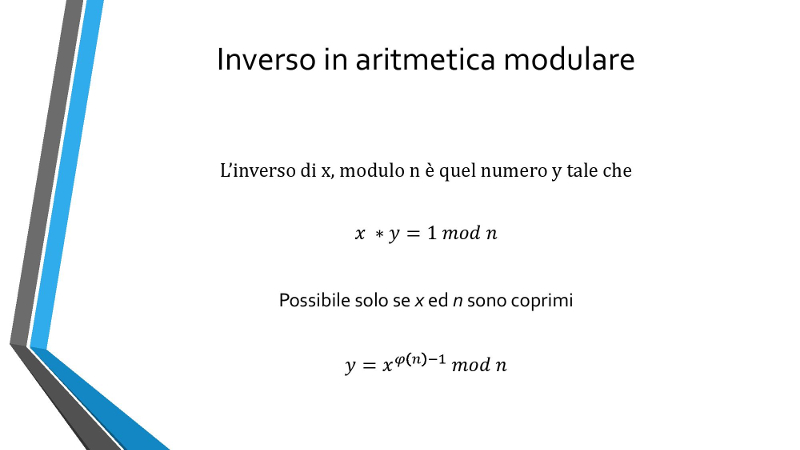 Inverso in aritmetica modulare
L’inverso di x, modulo n è quel numero y tale che
x ∗ y = 1 mod n
Possibile solo se x ed n sono coprimi
y = x^{φ(n)−1} mod n